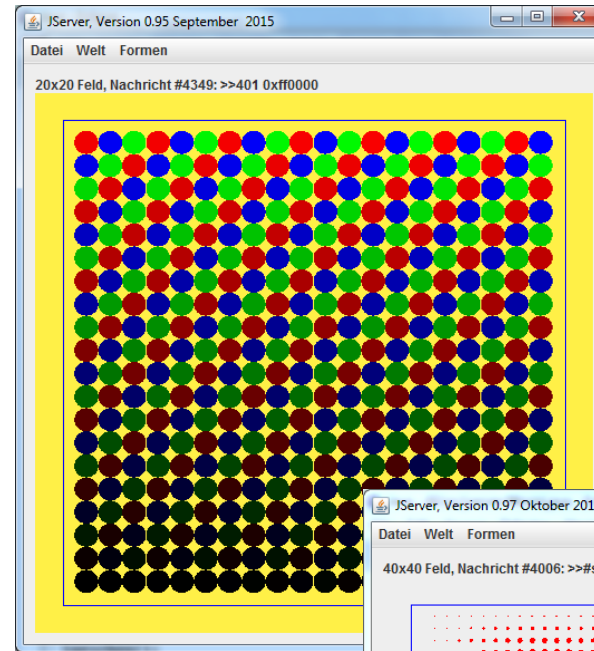 JServer, Version 0.95 September 2015
Datei Welt Formen
20x20 Feld, Nachricht #4349: >>401 0xff0000
JServer, Version 0.97 Oktober 201
Datei Welt Formen
40x40 Feld, Nachricht #4006: >>#s